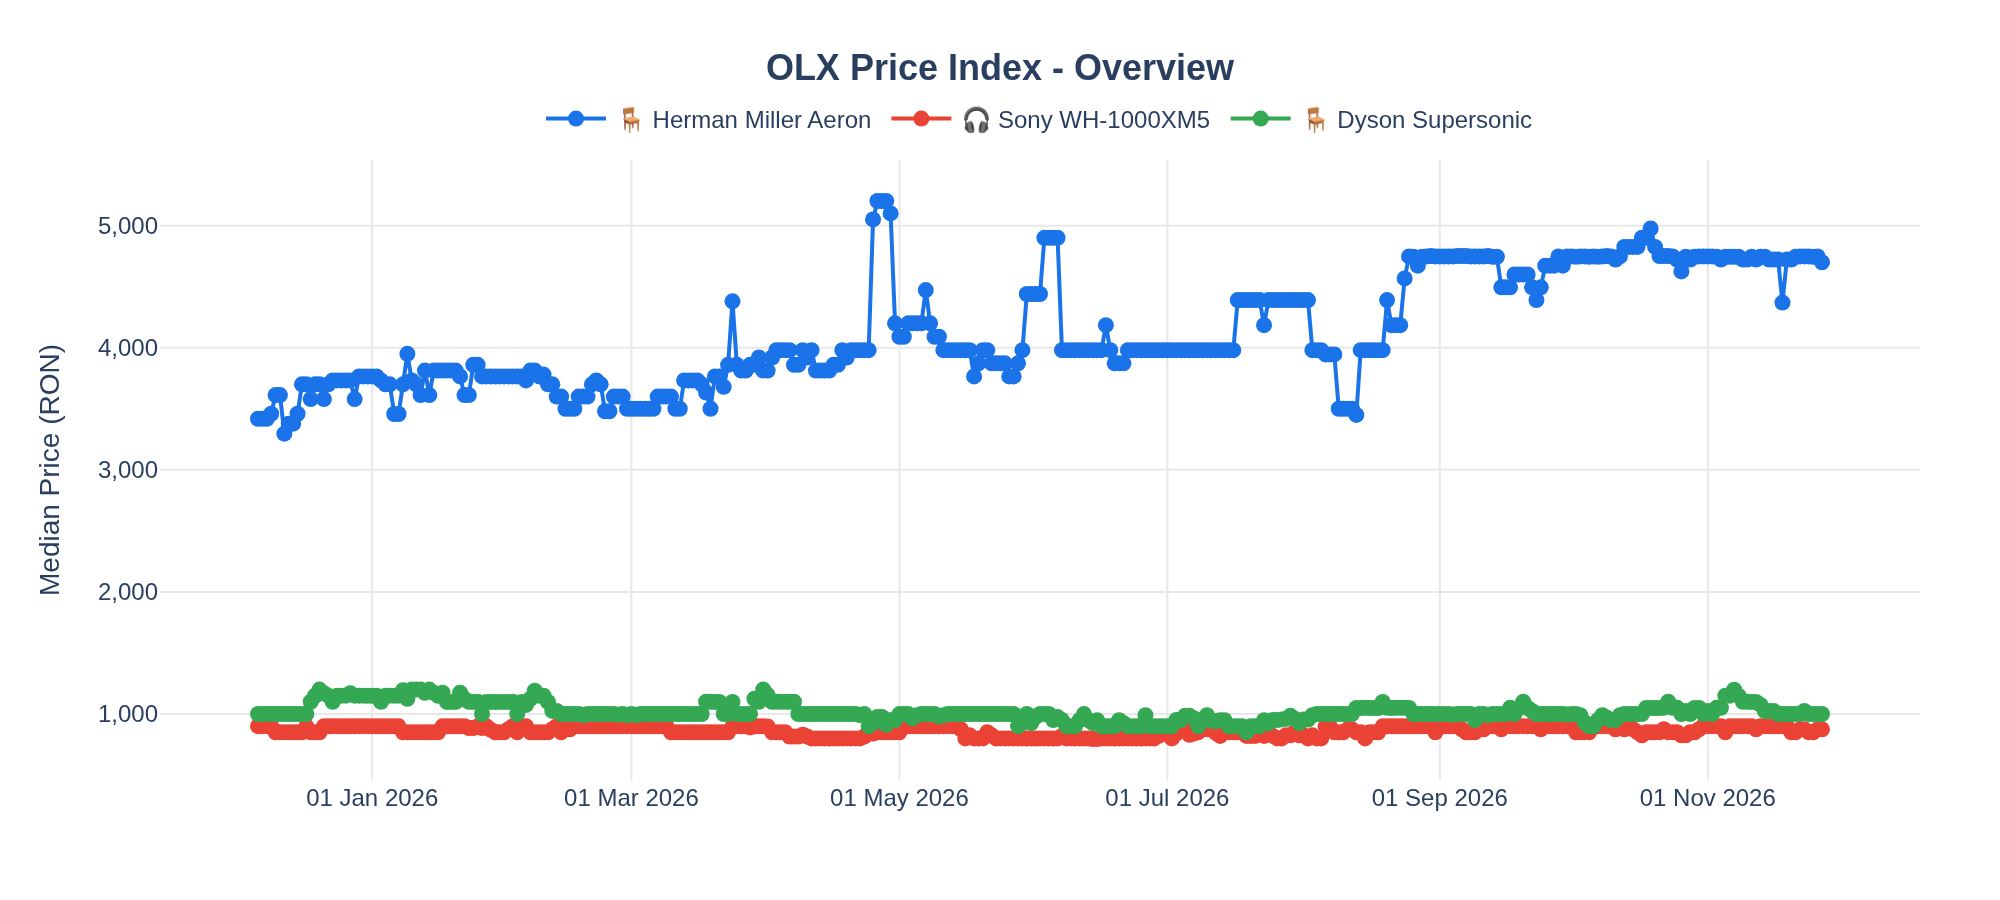 OLX Price Index - Overview
Herman Miller Aeron
Sony WH-1000XM5
Dyson Supersonic
Median Price (RON)
5,000
4,000
3,000
2,000
1,000
01 Jan 2026
01 Mar 2026
01 May 2026
01 Jul 2026
01 Sep 2026
01 Nov 2026